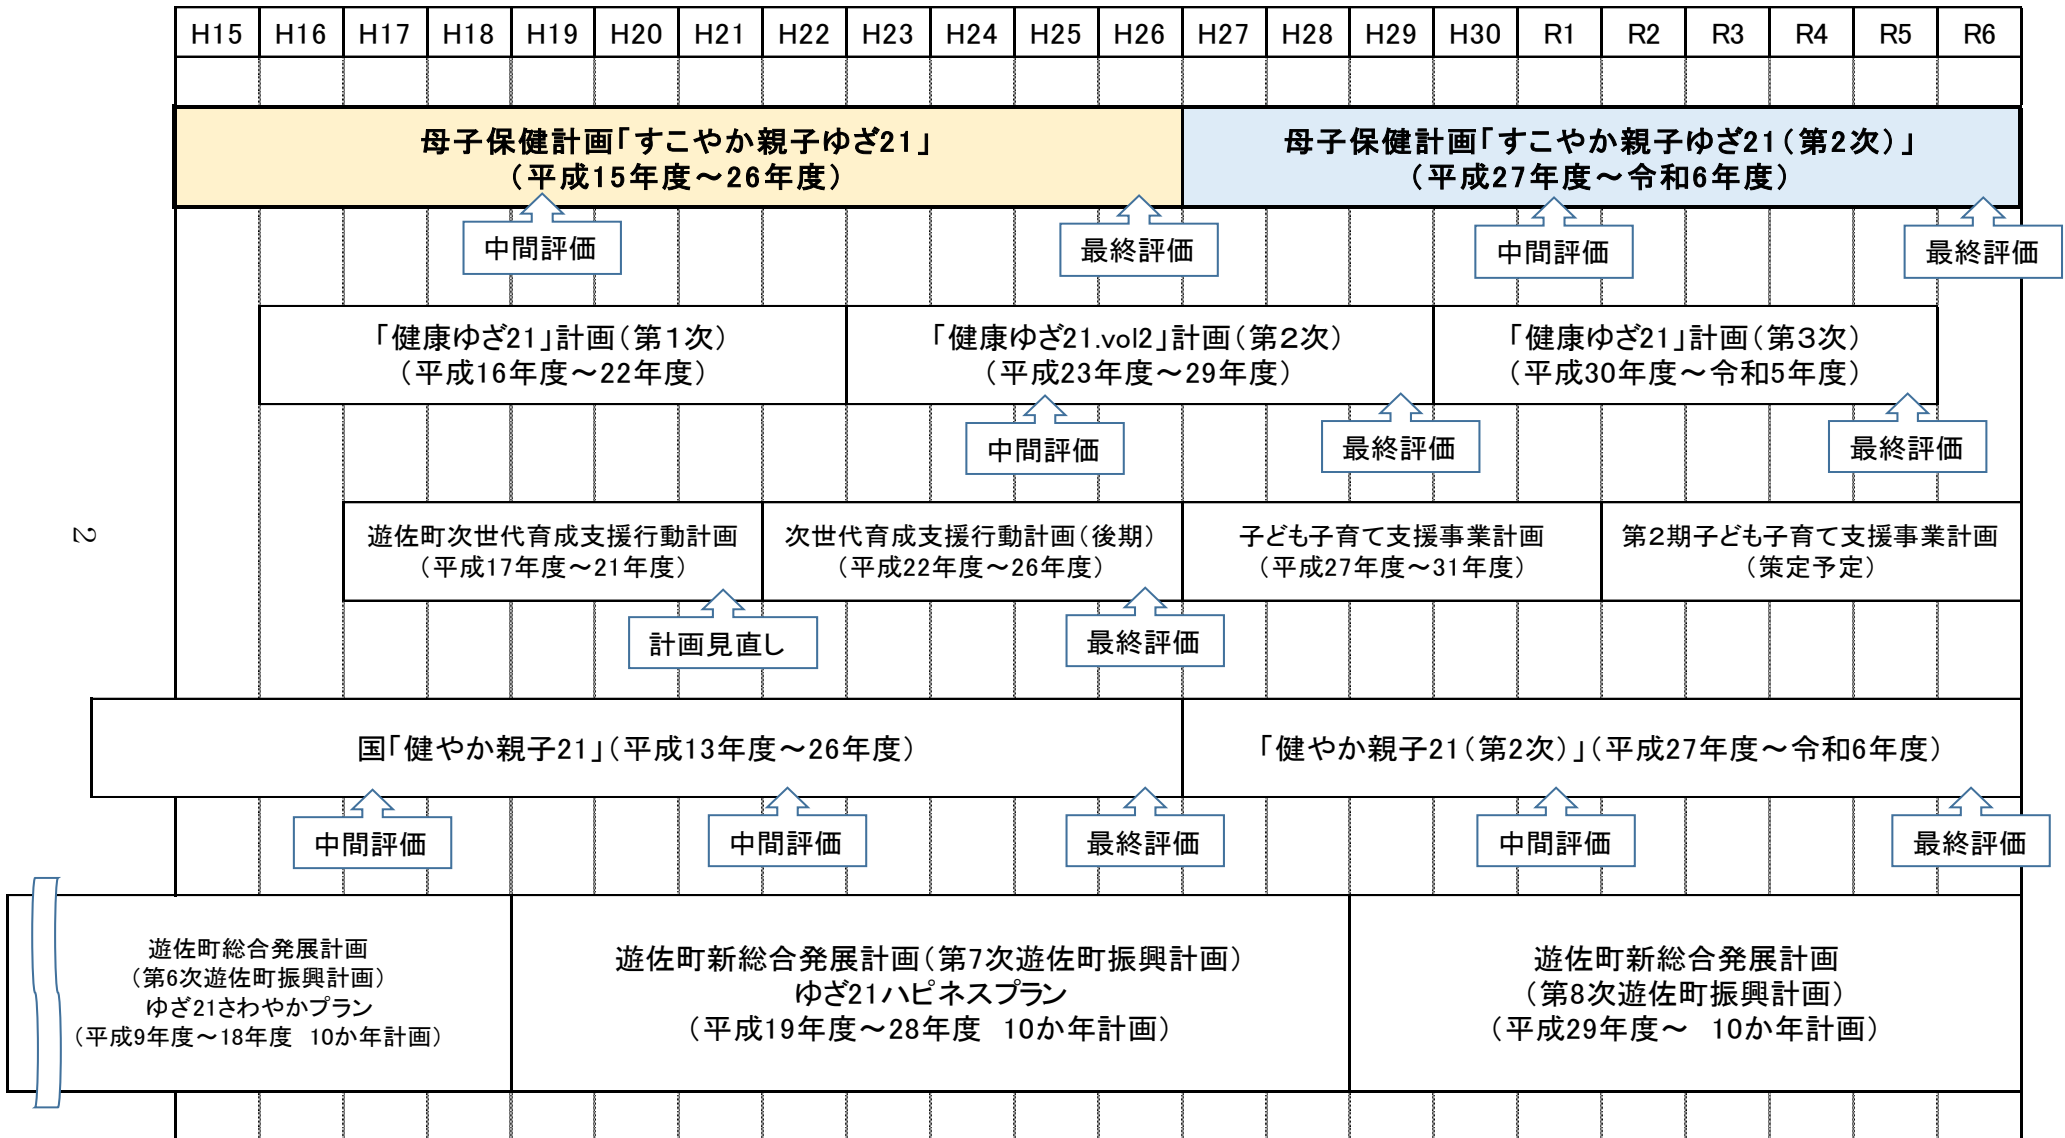 H15 H16 H17 H18 H19 H20 H21 H22 H23 H24 H25 H26 H27 H28 H29 H30 R1 R2 R3 R4 R5 R6
母子保健計画「すこやか親子ゆざ21」
（平成15年度～26年度）
母子保健計画「すこやか親子ゆざ21（第2次）」
（平成27年度～令和6年度）
中間評価
最終評価
中間評価
最終評価
「健康ゆざ21」計画（第１次）
（平成16年度～22年度）
「健康ゆざ21.vol2」計画（第２次）
（平成23年度～29年度）
「健康ゆざ21」計画（第３次）
（平成30年度～令和5年度）
中間評価
最終評価
最終評価
遊佐町次世代育成支援行動計画
（平成17年度～21年度）
次世代育成支援行動計画（後期）
（平成22年度～26年度）
子ども子育て支援事業計画
（平成27年度～31年度）
第２期子ども子育て支援事業計画
（策定予定）
2
計画見直し
最終評価
国「健やか親子21」（平成13年度～26年度）
「健やか親子21（第2次）」（平成27年度～令和6年度）
中間評価
中間評価
最終評価
中間評価
最終評価
遊佐町総合発展計画
（第6次遊佐町振興計画）
ゆざ21さわやかプラン
（平成9年度～18年度　10か年計画）
遊佐町新総合発展計画（第7次遊佐町振興計画）
ゆざ21ハピネスプラン
（平成19年度～28年度　10か年計画）
遊佐町新総合発展計画
（第8次遊佐町振興計画）
（平成29年度～　10か年計画）